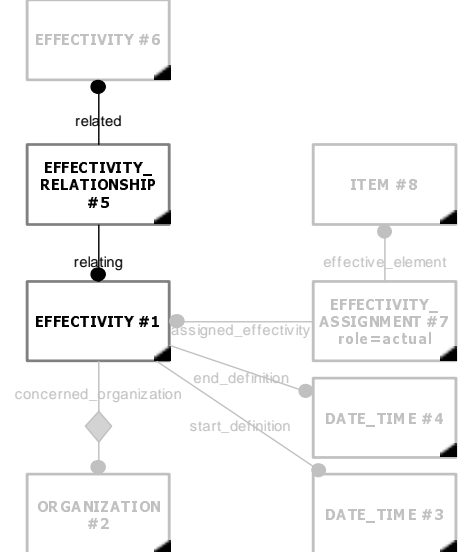 EFFECTIVITY #6
related
EFFECTIVITY_
RELATIONSHIP
#5
ITEM #8
relating
effective_element
EFFECTIVITY #1
EFFECTIVITY_
ASSIGNMENT #7
role=actual
assigned_effectivity
end_definition
concerned_organization
DATE_TIME #4
start_definition
ORGANIZATION
#2
DATE_TIME #3